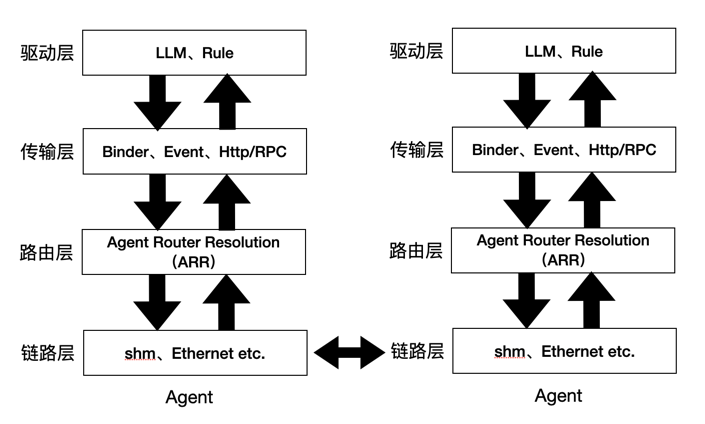 驱动层
LLM、Rule
传输层
Binder、Event、Http/RPC
路由层
Agent Router Resolution
（ARR）
链路层
shm、Ethernet etc.
Agent
驱动层
LLM、Rule
传输层
Binder、Event、Http/RPC
路由层
Agent Router Resolution
（ARR）
链路层
shm、Ethernet etc.
Agent